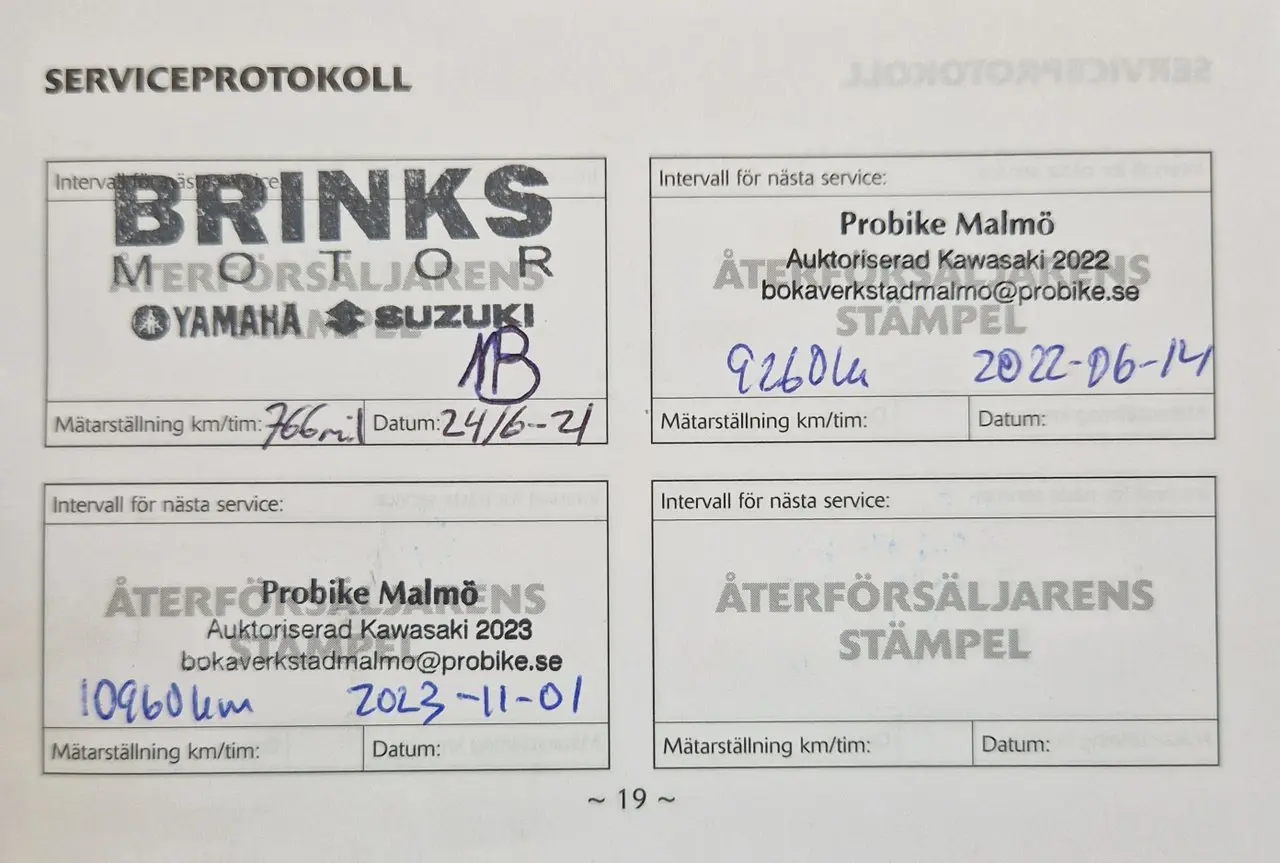 SERVICEPROTOKOLL
Intervall för nästa service:
BRINKS
MOTOR
ÅTERFÖRSÄLJARENS
STÄMPEL
YAMAHA SUZUKI
Mätarställning km/tim: 766mil Datum: 24/6-21
Intervall för nästa service:
Probike Malmö
Auktoriserad Kawasaki 2022
ÅTERFÖRSÄLJARENS
bokaverkstadmalmo@probike.se
STÄMPEL
9260km 2022-06-14
Mätarställning km/tim: Datum:
Intervall för nästa service:
Probike Malmö
ÅTERFÖRSÄLJARENS
Auktoriserad Kawasaki 2023
STÄMPEL
bokaverkstadmalmo@probike.se
10960km 2023-11-01
Mätarställning km/tim: Datum:
Intervall för nästa service:
ÅTERFÖRSÄLJARENS
STÄMPEL
Mätarställning km/tim: Datum:
~ 19 ~